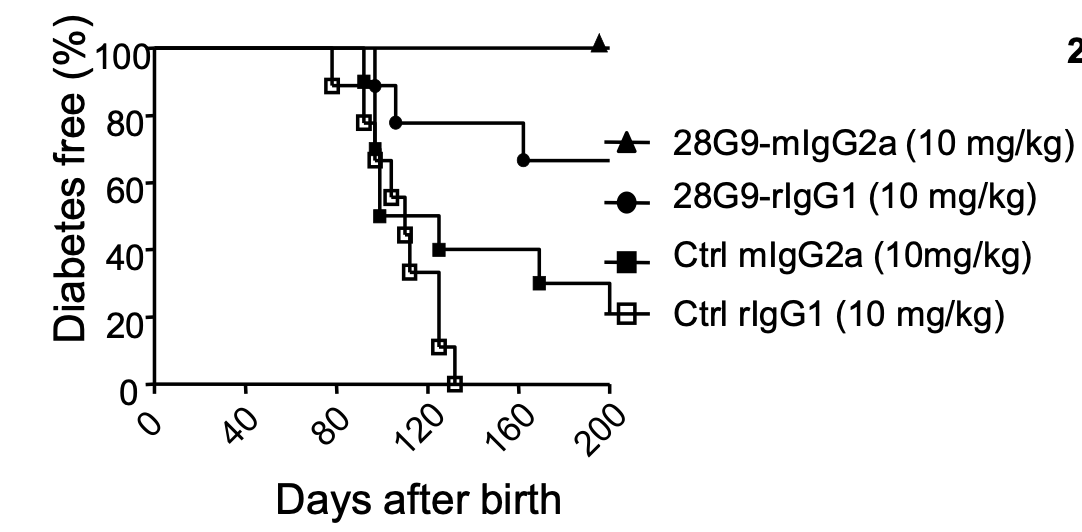 Diabetes free (%)
100
80
60
40
20
0
0 40 80 120 160 200
Days after birth
28G9-mIgG2a (10 mg/kg)
28G9-rIgG1 (10 mg/kg)
Ctrl mIgG2a (10mg/kg)
Ctrl rIgG1 (10 mg/kg)
2